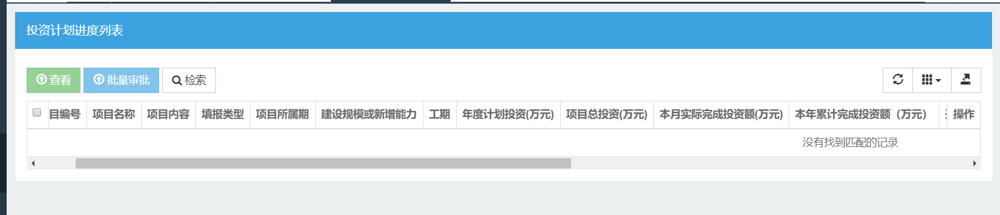 投资计划进度列表
查看 批量审批 检索
目编号 项目名称 项目内容 填报类型 项目所属期 建设规模或新增能力 工期 年度计划投资(万元) 项目总投资(万元) 本月实际完成投资额(万元) 本年累计完成投资额（万元） 操作
没有找到匹配的记录